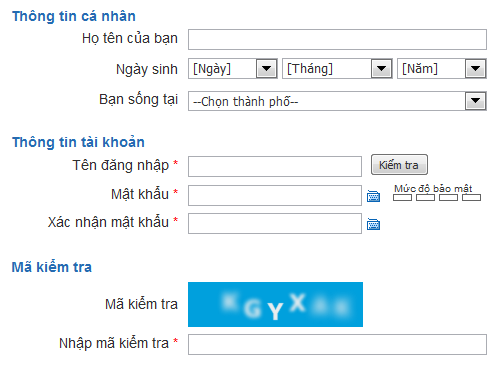 Thông tin cá nhân
Họ tên của bạn
Ngày sinh [Ngày] [Tháng] [Năm]
Bạn sống tại --Chọn thành phố--
Thông tin tài khoản
Tên đăng nhập * Kiểm tra
Mật khẩu * Mức độ bảo mật
Xác nhận mật khẩu *
Mã kiểm tra
Mã kiểm tra
Nhập mã kiểm tra *